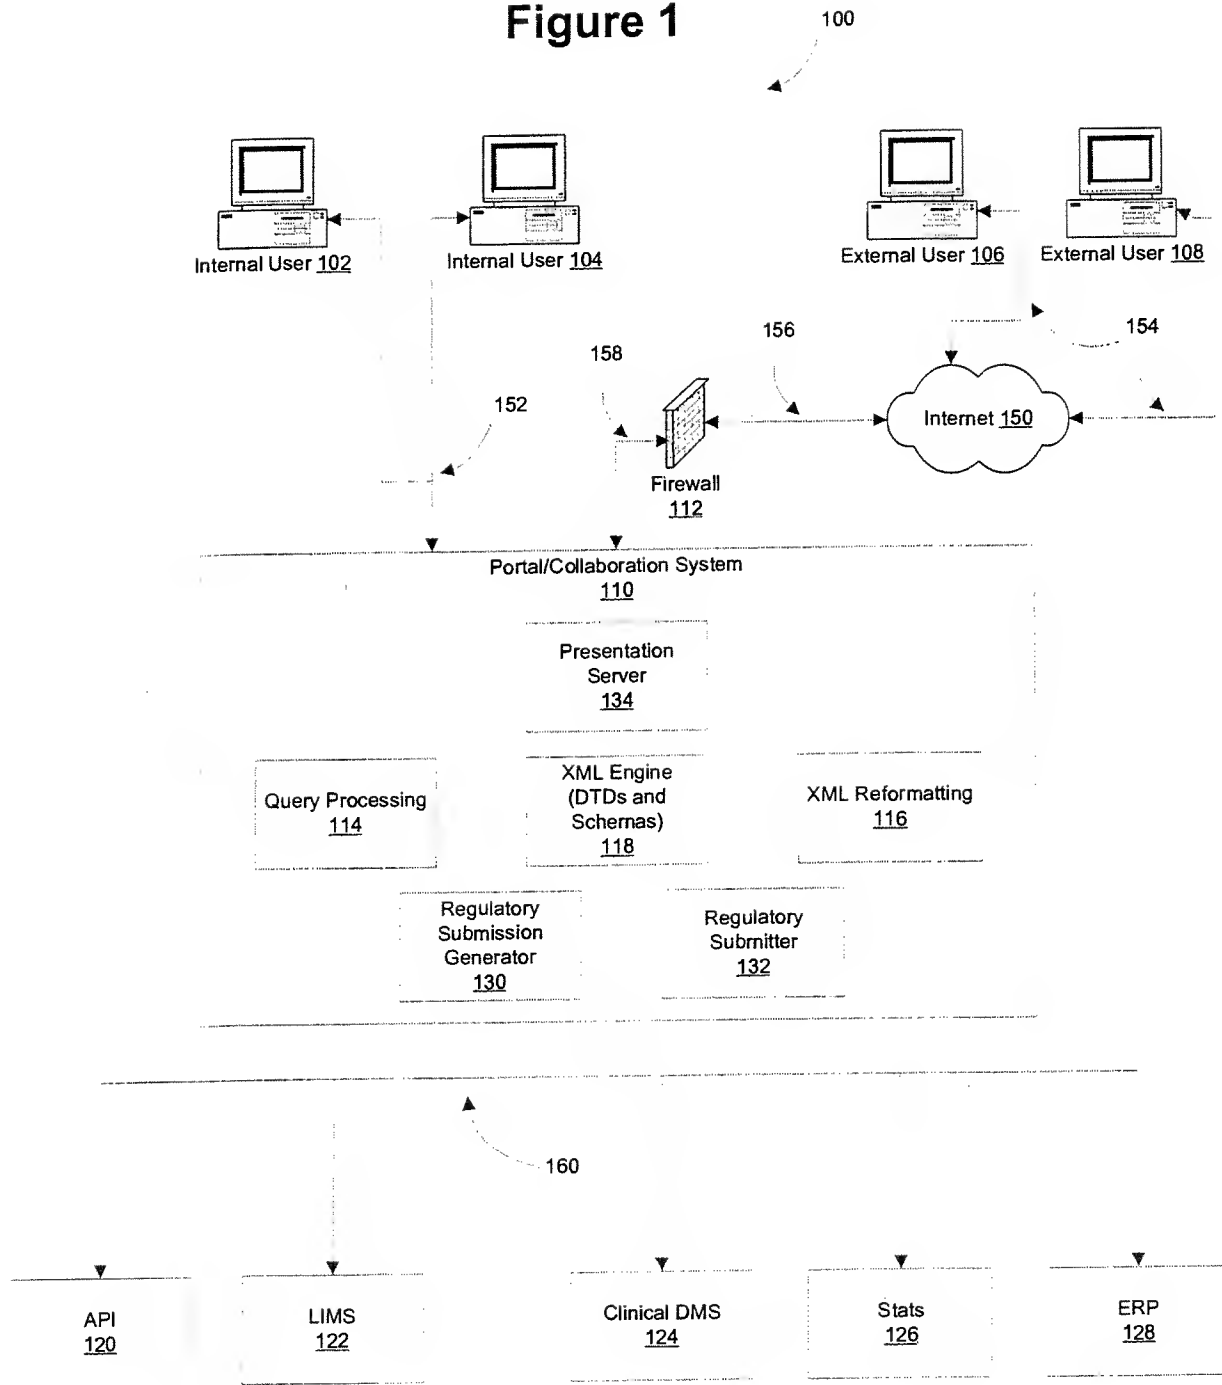 Figure 1
100
Internal User 102
Internal User 104
External User 106
External User 108
156
154
158
152
Internet 150
Firewall
112
Portal/Collaboration System
110
Presentation
Server
134
Query Processing
114
XML Engine
(DTDs and
Schemas)
118
XML Reformatting
116
Regulatory
Submission
Generator
130
Regulatory
Submitter
132
160
API
120
LIMS
122
Clinical DMS
124
Stats
126
ERP
128